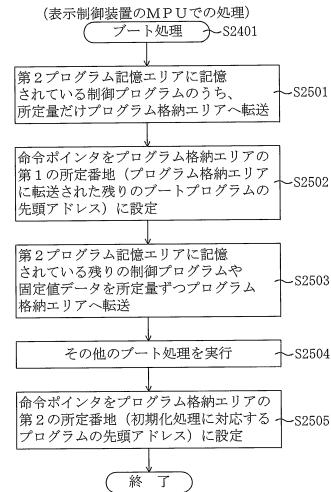 (表示制御装置のMPUでの処理)
ブート処理
S2401
第2プログラム記憶エリアに記憶
されている制御プログラムのうち、
所定量だけプログラム格納エリアへ転送
S2501
命令ポインタをプログラム格納エリアの
第1の所定番地(プログラム格納エリア
に転送された残りのブートプログラムの
先頭アドレス)に設定
S2502
第2プログラム記憶エリアに記憶
されている残りの制御プログラムや
固定値データを所定量ずつプログラム
格納エリアへ転送
S2503
その他のブート処理を実行
S2504
命令ポインタをプログラム格納エリアの
第2の所定番地(初期化処理に対応する
プログラムの先頭アドレス)に設定
S2505
終 了